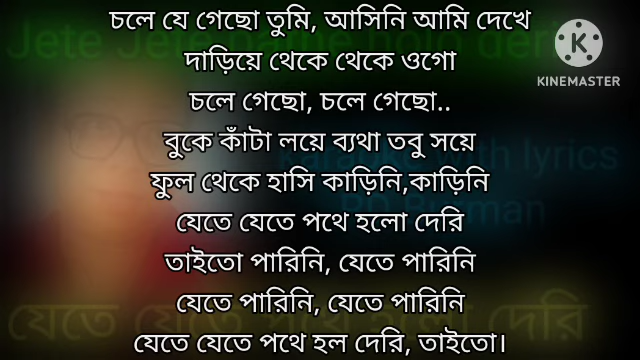 চলে যে গেছো তুমি, আসিনি আমি দেখে
দাড়িয়ে থেকে থেকে ওগো
চলে গেছো, চলে গেছো..
বুকে কাঁটা লয়ে ব্যথা তবু সয়ে
ফুল থেকে হাসি কাড়িনি,কাড়িনি
যেতে যেতে পথে হলো দেরি
তাইতো পারিনি, যেতে পারিনি
যেতে পারিনি, যেতে পারিনি
যেতে যেতে পথে হল দেরি, তাইতো।
KINEMASTER